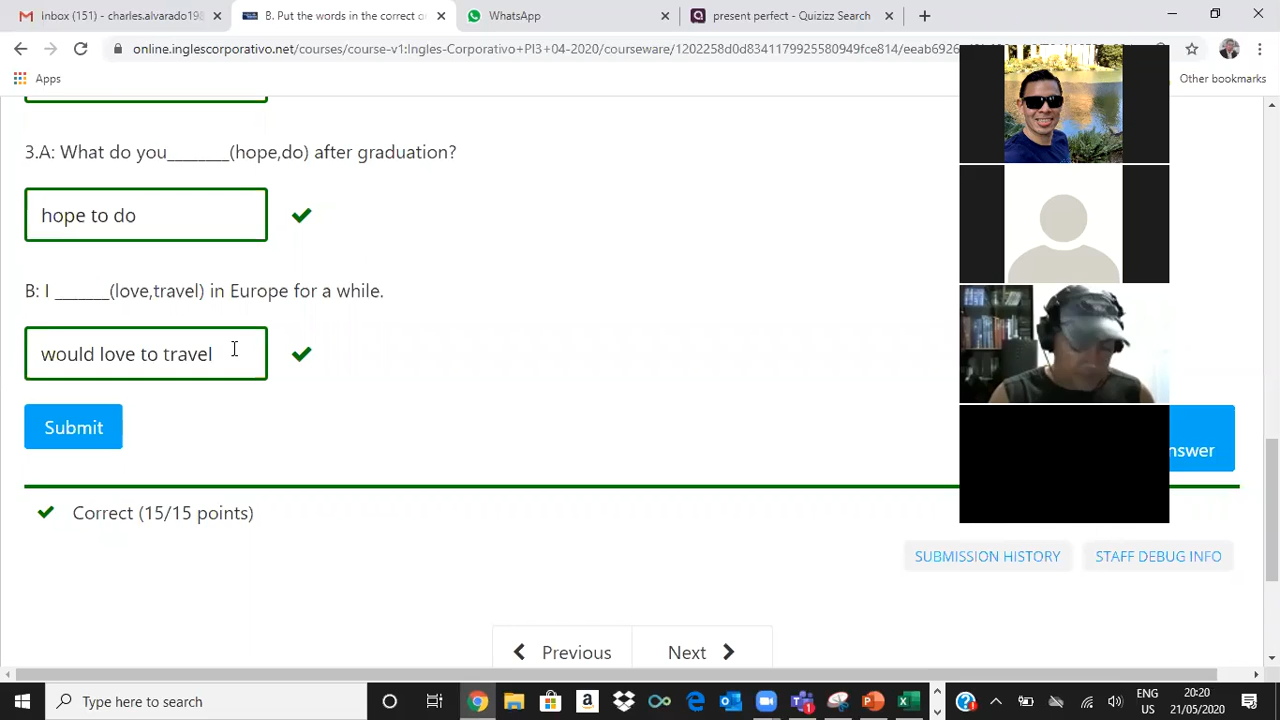 Inbox (151) - charles.alvarado198
B. Put the words in the correct o
WhatsApp
present perfect - Quizizz Search
online.inglescorporativo.net/courses/course-v1:Ingles-Corporativo+PI3+04-2020/courseware/1202258d0d8341179925580949fce814/eeab6926
Apps
Other bookmarks
3.A: What do you________(hope,do) after graduation?
hope to do
B: I _______(love,travel) in Europe for a while.
would love to travel
Submit
nswer
Correct (15/15 points)
SUBMISSION HISTORY
STAFF DEBUG INFO
Previous
Next
Type here to search
ENG
US
20:20
21/05/2020